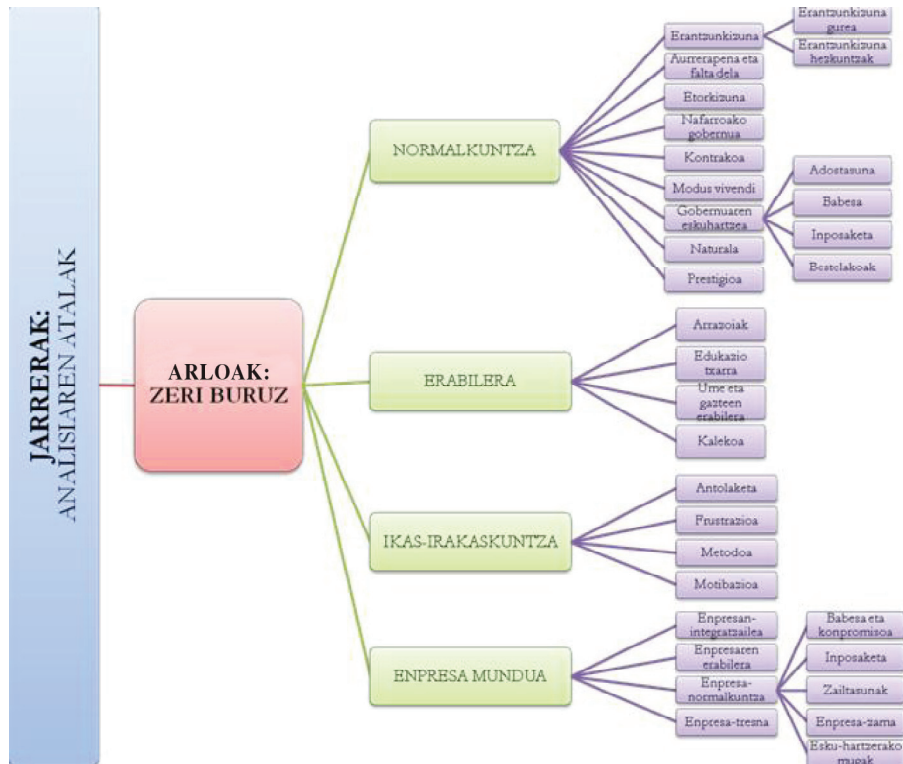 JARRERAK:
ANALISIAREN ATALAK
ARLOAK:
ZERI BURUZ
NORMALKUNTZA
Erantzunkizuna
Erantzunkizuna
gurea
Erantzunkizuna
hezkuntzak
Aurrerapena eta
falta dela
Etorkizuna
Nafarroako
gobernua
Kontrakoa
Modus vivendi
Gobernuaren
eskuhartzea
Adostasuna
Babesa
Inposaketa
Bestelakoak
Naturala
Prestigioa
ERABILERA
Arrazoiak
Edukazio
txarra
Ume eta
gazteen
erabilera
Kalekoa
IKAS-IRAKASKUNTZA
Antolaketa
Frustrazioa
Metodoa
Motibazioa
ENPRESA MUNDUA
Enpresan-
integratzailea
Enpresaren
erabilera
Enpresa-
normalkuntza
Babesa eta
konpromisoa
Inposaketa
Zailtasunak
Enpresa-zama
Esku-hartzerako
mugak
Enpresa-tresna